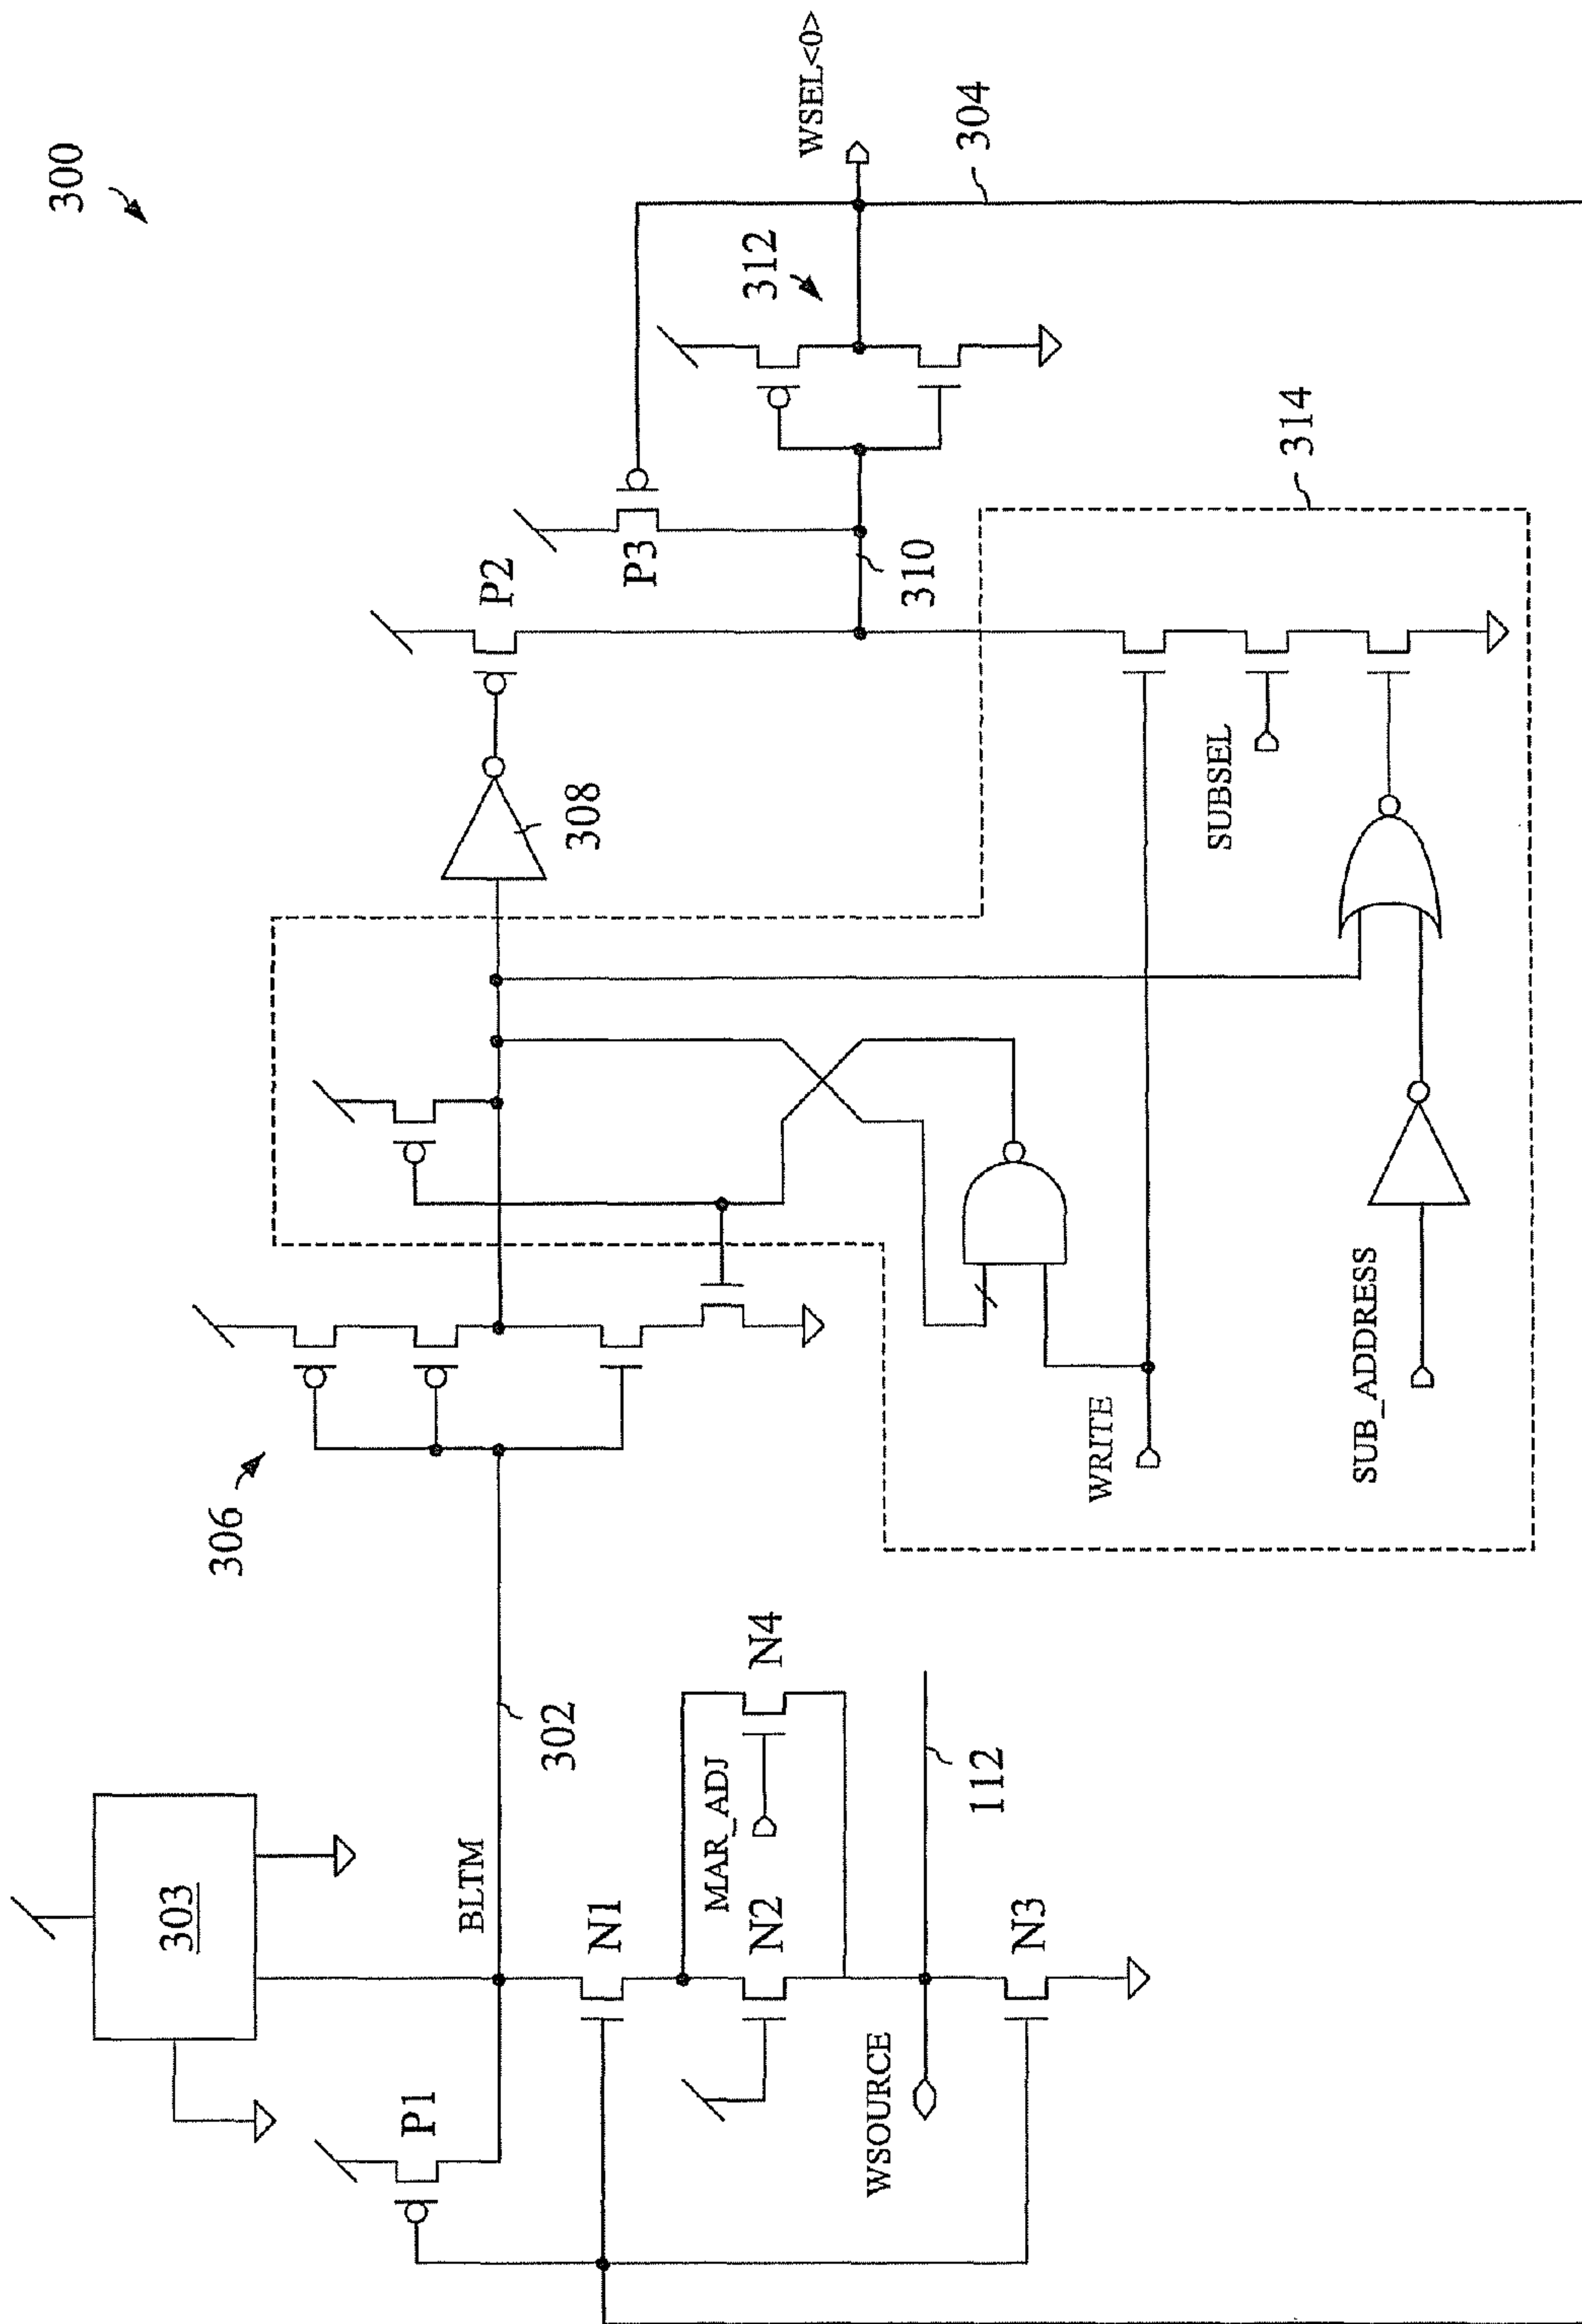 300
303
P1
BLTM
302
306
N1
MAR_ADJ
N2
N4
WSOURCE
112
N3
308
P2
P3
310
312
WSEL<0>
304
314
WRITE
SUBSEL
SUB_ADDRESS